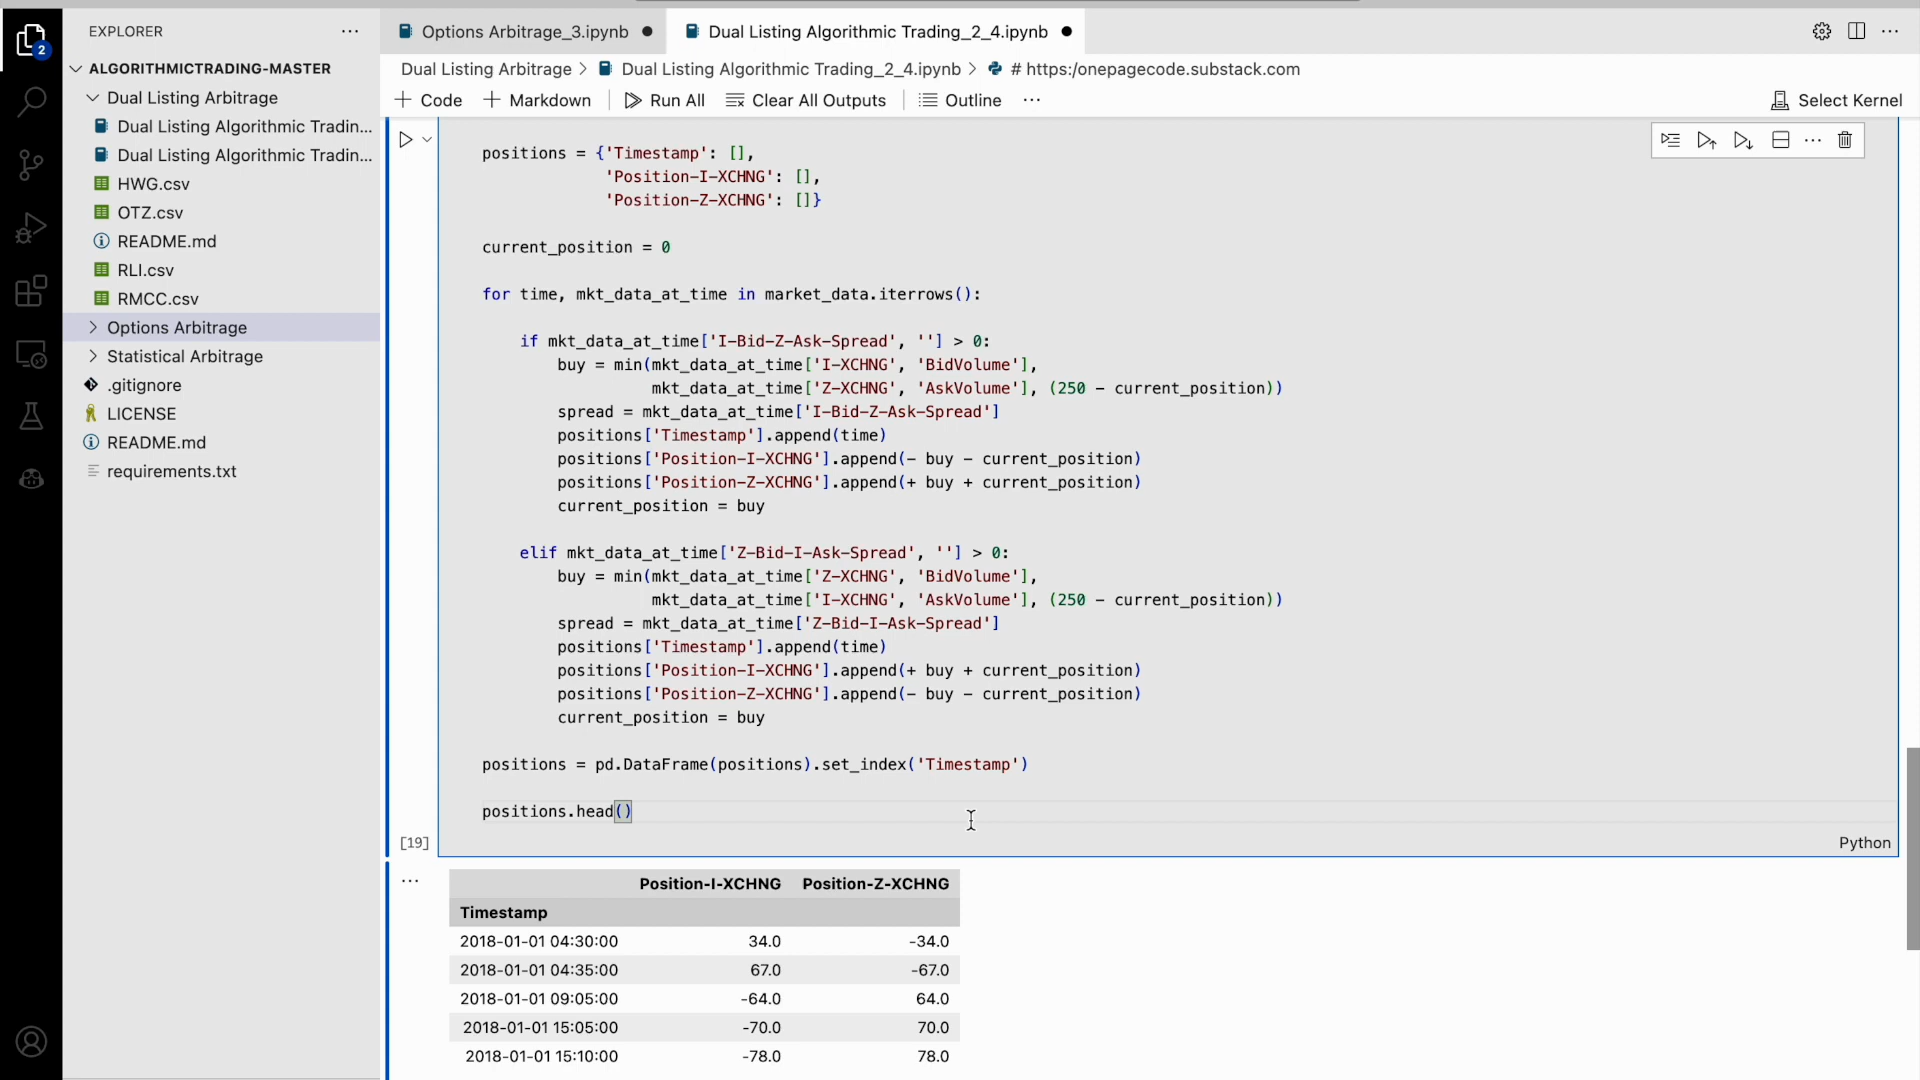 EXPLORER
ALGORITHMICTRADING-MASTER
Dual Listing Arbitrage
Dual Listing Algorithmic Tradin...
Dual Listing Algorithmic Tradin...
HWG.csv
OTZ.csv
README.md
RLI.csv
RMCC.csv
Options Arbitrage
Statistical Arbitrage
.gitignore
LICENSE
README.md
requirements.txt
2
Options Arbitrage_3.ipynb
Dual Listing Algorithmic Trading_2_4.ipynb
Dual Listing Arbitrage > Dual Listing Algorithmic Trading_2_4.ipynb > # https:/onepagecode.substack.com
+ Code + Markdown Run All Clear All Outputs Outline ... Select Kernel
positions = {'Timestamp': [],
'Position-I-XCHNG': [],
'Position-Z-XCHNG': []}
current_position = 0
for time, mkt_data_at_time in market_data.iterrows():
if mkt_data_at_time['I-Bid-Z-Ask-Spread', ''] > 0:
buy = min(mkt_data_at_time['I-XCHNG', 'BidVolume'],
mkt_data_at_time['Z-XCHNG', 'AskVolume'], (250 - current_position))
spread = mkt_data_at_time['I-Bid-Z-Ask-Spread']
positions['Timestamp'].append(time)
positions['Position-I-XCHNG'].append(- buy - current_position)
positions['Position-Z-XCHNG'].append(+ buy + current_position)
current_position = buy
elif mkt_data_at_time['Z-Bid-I-Ask-Spread', ''] > 0:
buy = min(mkt_data_at_time['Z-XCHNG', 'BidVolume'],
mkt_data_at_time['I-XCHNG', 'AskVolume'], (250 - current_position))
spread = mkt_data_at_time['Z-Bid-I-Ask-Spread']
positions['Timestamp'].append(time)
positions['Position-I-XCHNG'].append(+ buy + current_position)
positions['Position-Z-XCHNG'].append(- buy - current_position)
current_position = buy
positions = pd.DataFrame(positions).set_index('Timestamp')
positions.head()
[19] Python
Position-I-XCHNG Position-Z-XCHNG
Timestamp
2018-01-01 04:30:00 34.0 -34.0
2018-01-01 04:35:00 67.0 -67.0
2018-01-01 09:05:00 -64.0 64.0
2018-01-01 15:05:00 -70.0 70.0
2018-01-01 15:10:00 -78.0 78.0